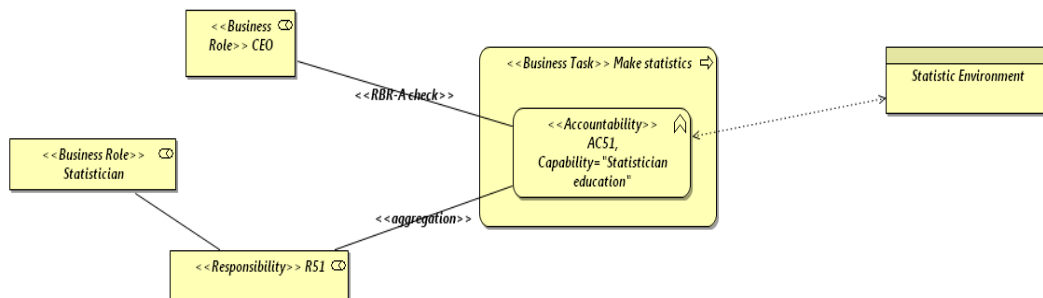 <<Business
Role>> CEO
<<Business Task>> Make statistics
Statistic Environment
<<RBR-A check>>
<<Accountability>>
AC51,
Capability="Statistician
education"
<<Business Role>>
Statistician
<<aggregation>>
<<Responsibility>> R51